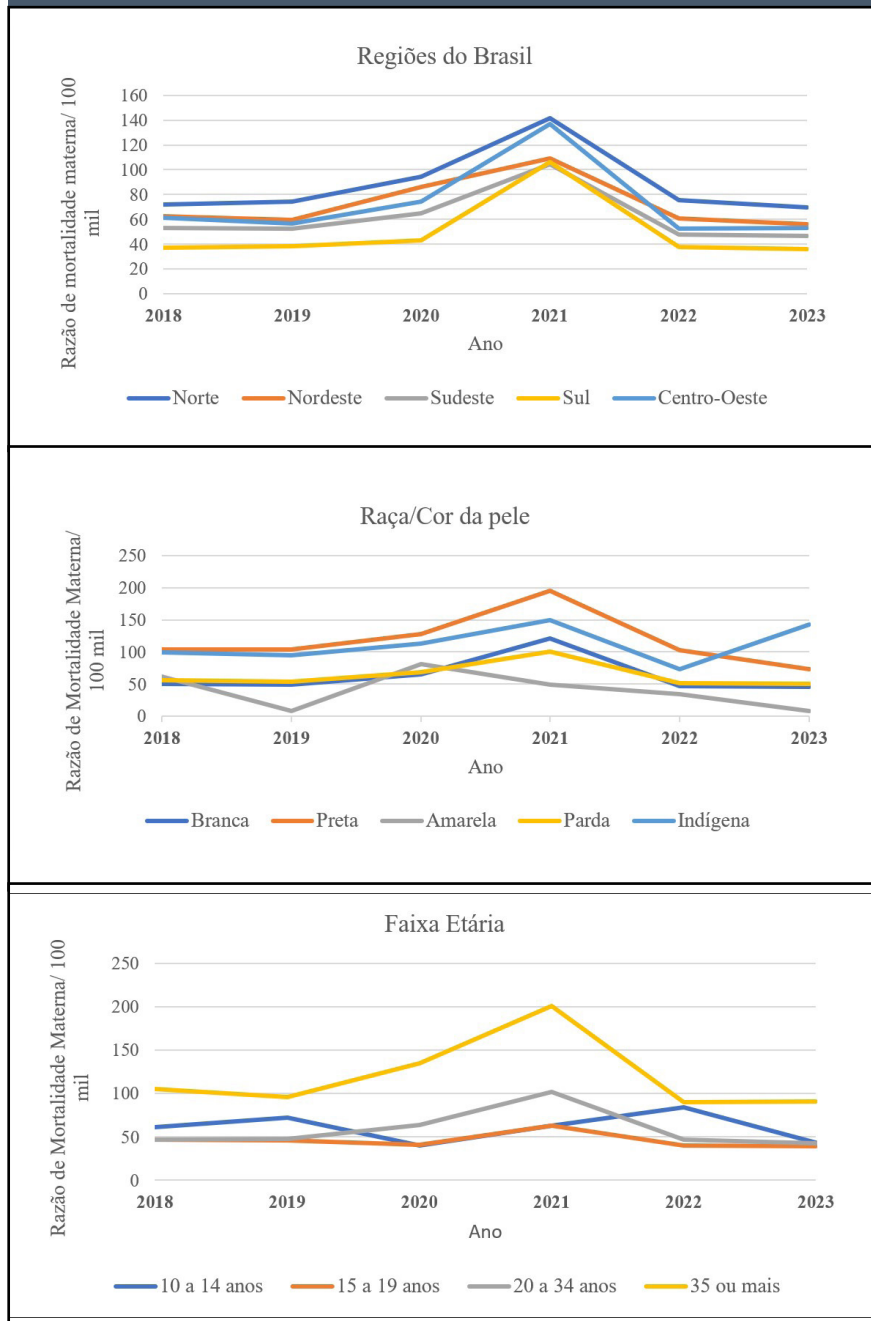 Regiões do Brasil
Razão de mortalidade materna/ 100
mil
160
140
120
100
80
60
40
20
0
2018 2019 2020 2021 2022 2023
Ano
Norte Nordeste Sudeste Sul Centro-Oeste
Raça/Cor da pele
Razão de Mortalidade Materna/
100 mil
250
200
150
100
50
0
2018 2019 2020 2021 2022 2023
Ano
Branca Preta Amarela Parda Indígena
Faixa Etária
Razão de Mortalidade Materna/ 100
mil
250
200
150
100
50
0
2018 2019 2020 2021 2022 2023
Ano
10 a 14 anos 15 a 19 anos 20 a 34 anos 35 ou mais